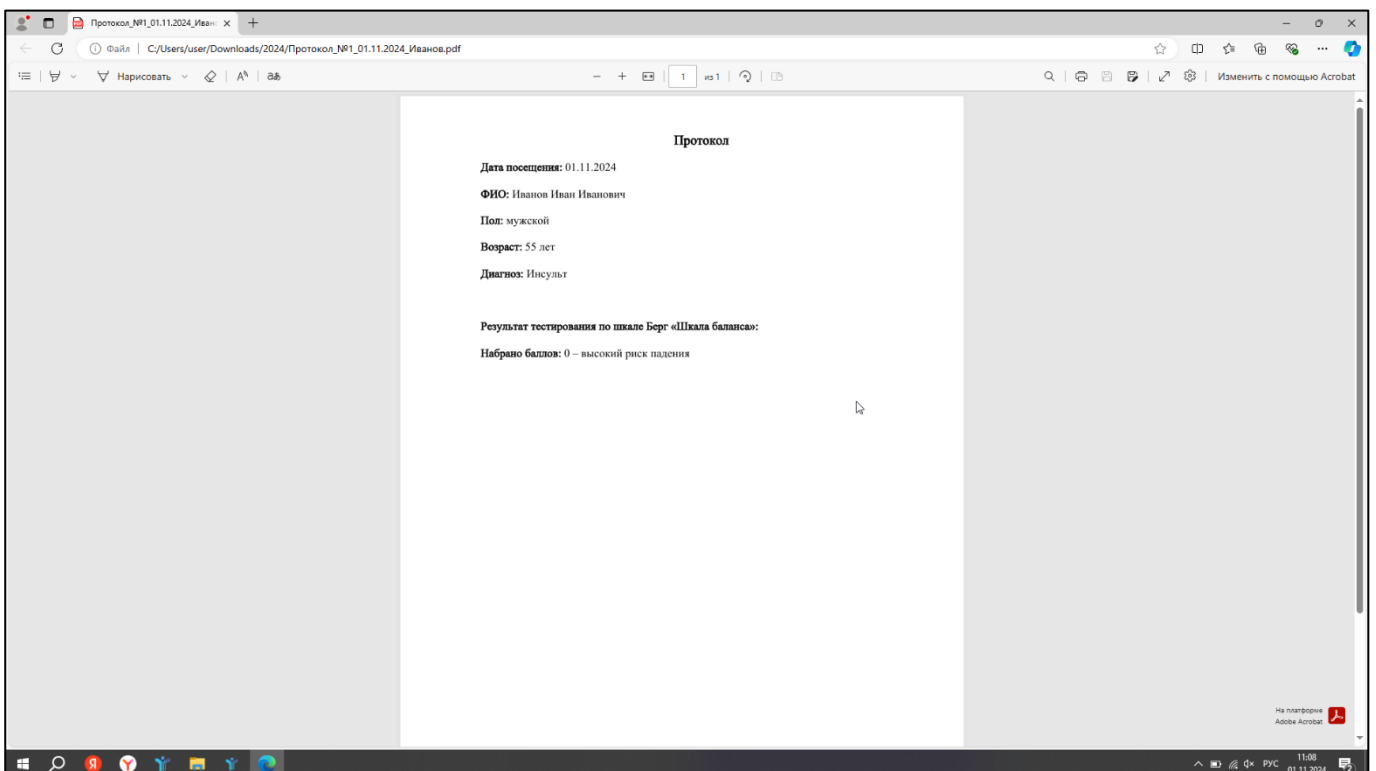 Протокол_№1_01.11.2024_Иван
Файл
C:/Users/user/Downloads/2024/Протокол_№1_01.11.2024_Иванов.pdf
Нарисовать
аあ
1 из 1
Изменить с помощью Acrobat
Протокол
Дата посещения: 01.11.2024
ФИО: Иванов Иван Иванович
Пол: мужской
Возраст: 55 лет
Диагноз: Инсульт
Результат тестирования по шкале Берг «Шкала баланса»:
Набрано баллов: 0 – высокий риск падения
На платформе
Adobe Acrobat
РУС
11:08
01.11.2024